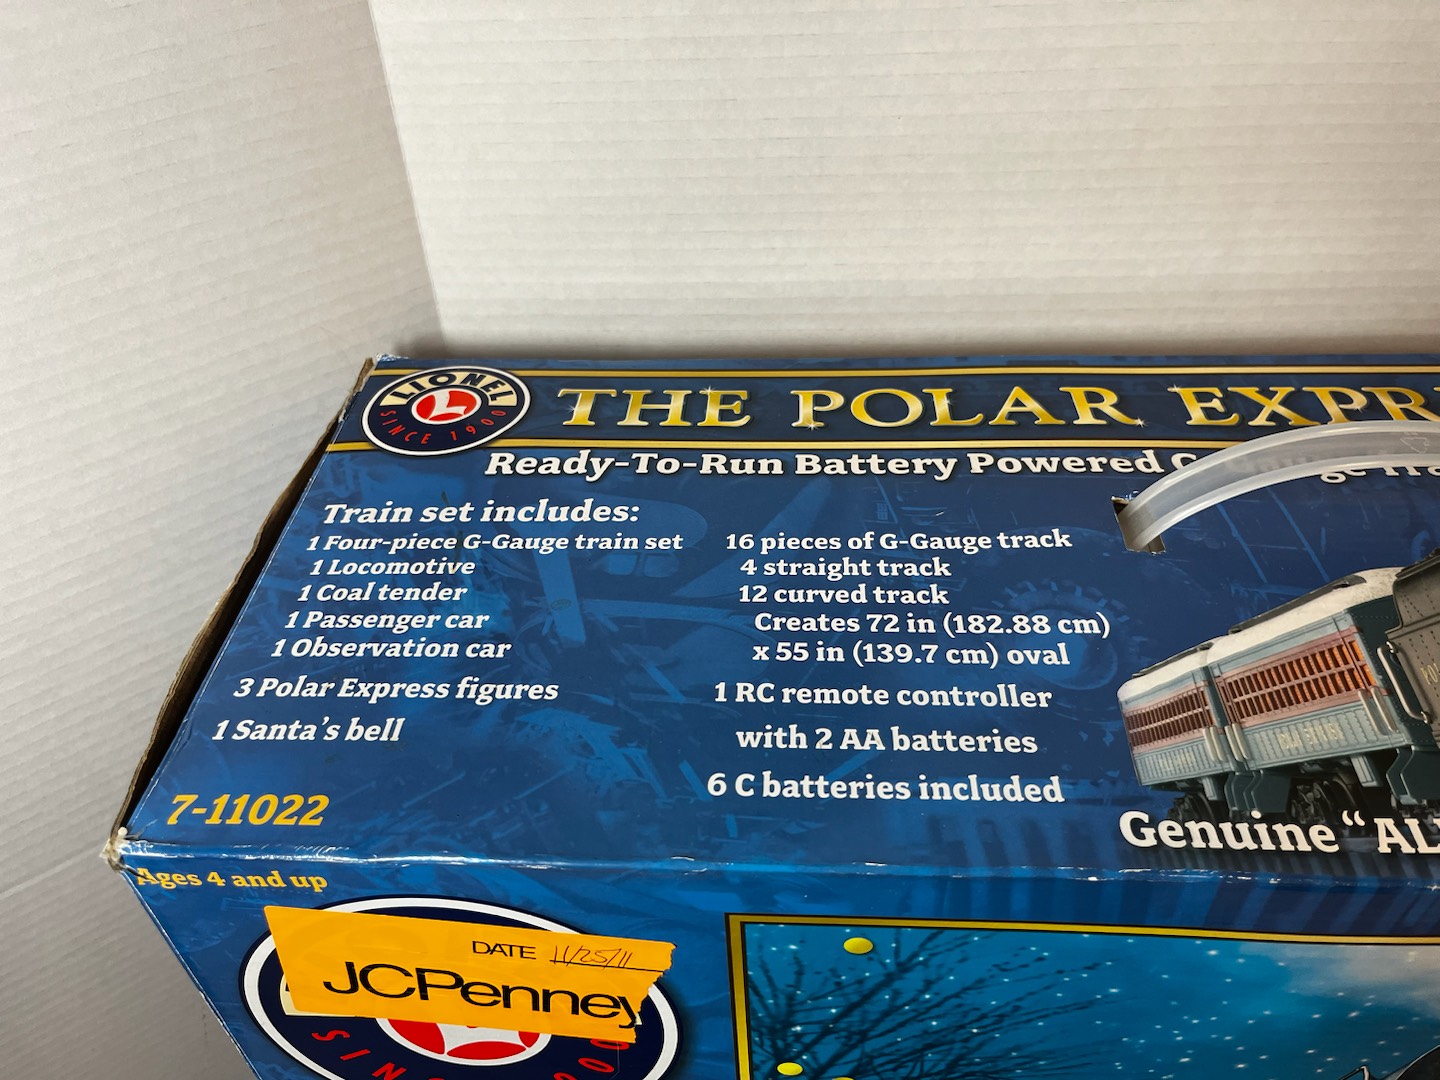 LIONEL
SINCE 1900
THE POLAR EXPR
Ready-To-Run Battery Powered
Train set includes:
1 Four-piece G-Gauge train set
1 Locomotive
1 Coal tender
1 Passenger car
1 Observation car
3 Polar Express figures
1 Santa's bell
7-11022
16 pieces of G-Gauge track
4 straight track
12 curved track
Creates 72 in (182.88 cm)
x 55 in (139.7 cm) oval
1 RC remote controller
with 2 AA batteries
6 C batteries included
Genuine “AL
Ages 4 and up
DATE 11/25/11
JCPenney